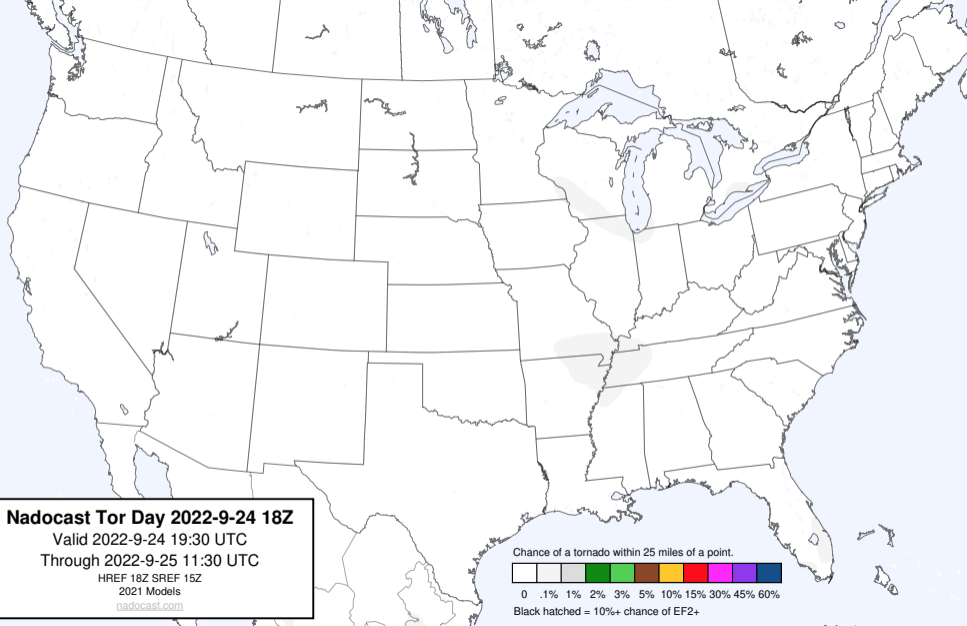 Nadocast Tor Day 2022-9-24 18Z
Valid 2022-9-24 19:30 UTC
Through 2022-9-25 11:30 UTC
HREF 18Z SREF 15Z
2021 Models
nadocast.com
Chance of a tornado within 25 miles of a point.
0 .1% 1% 2% 3% 5% 10% 15% 30% 45% 60%
Black hatched = 10%+ chance of EF2+